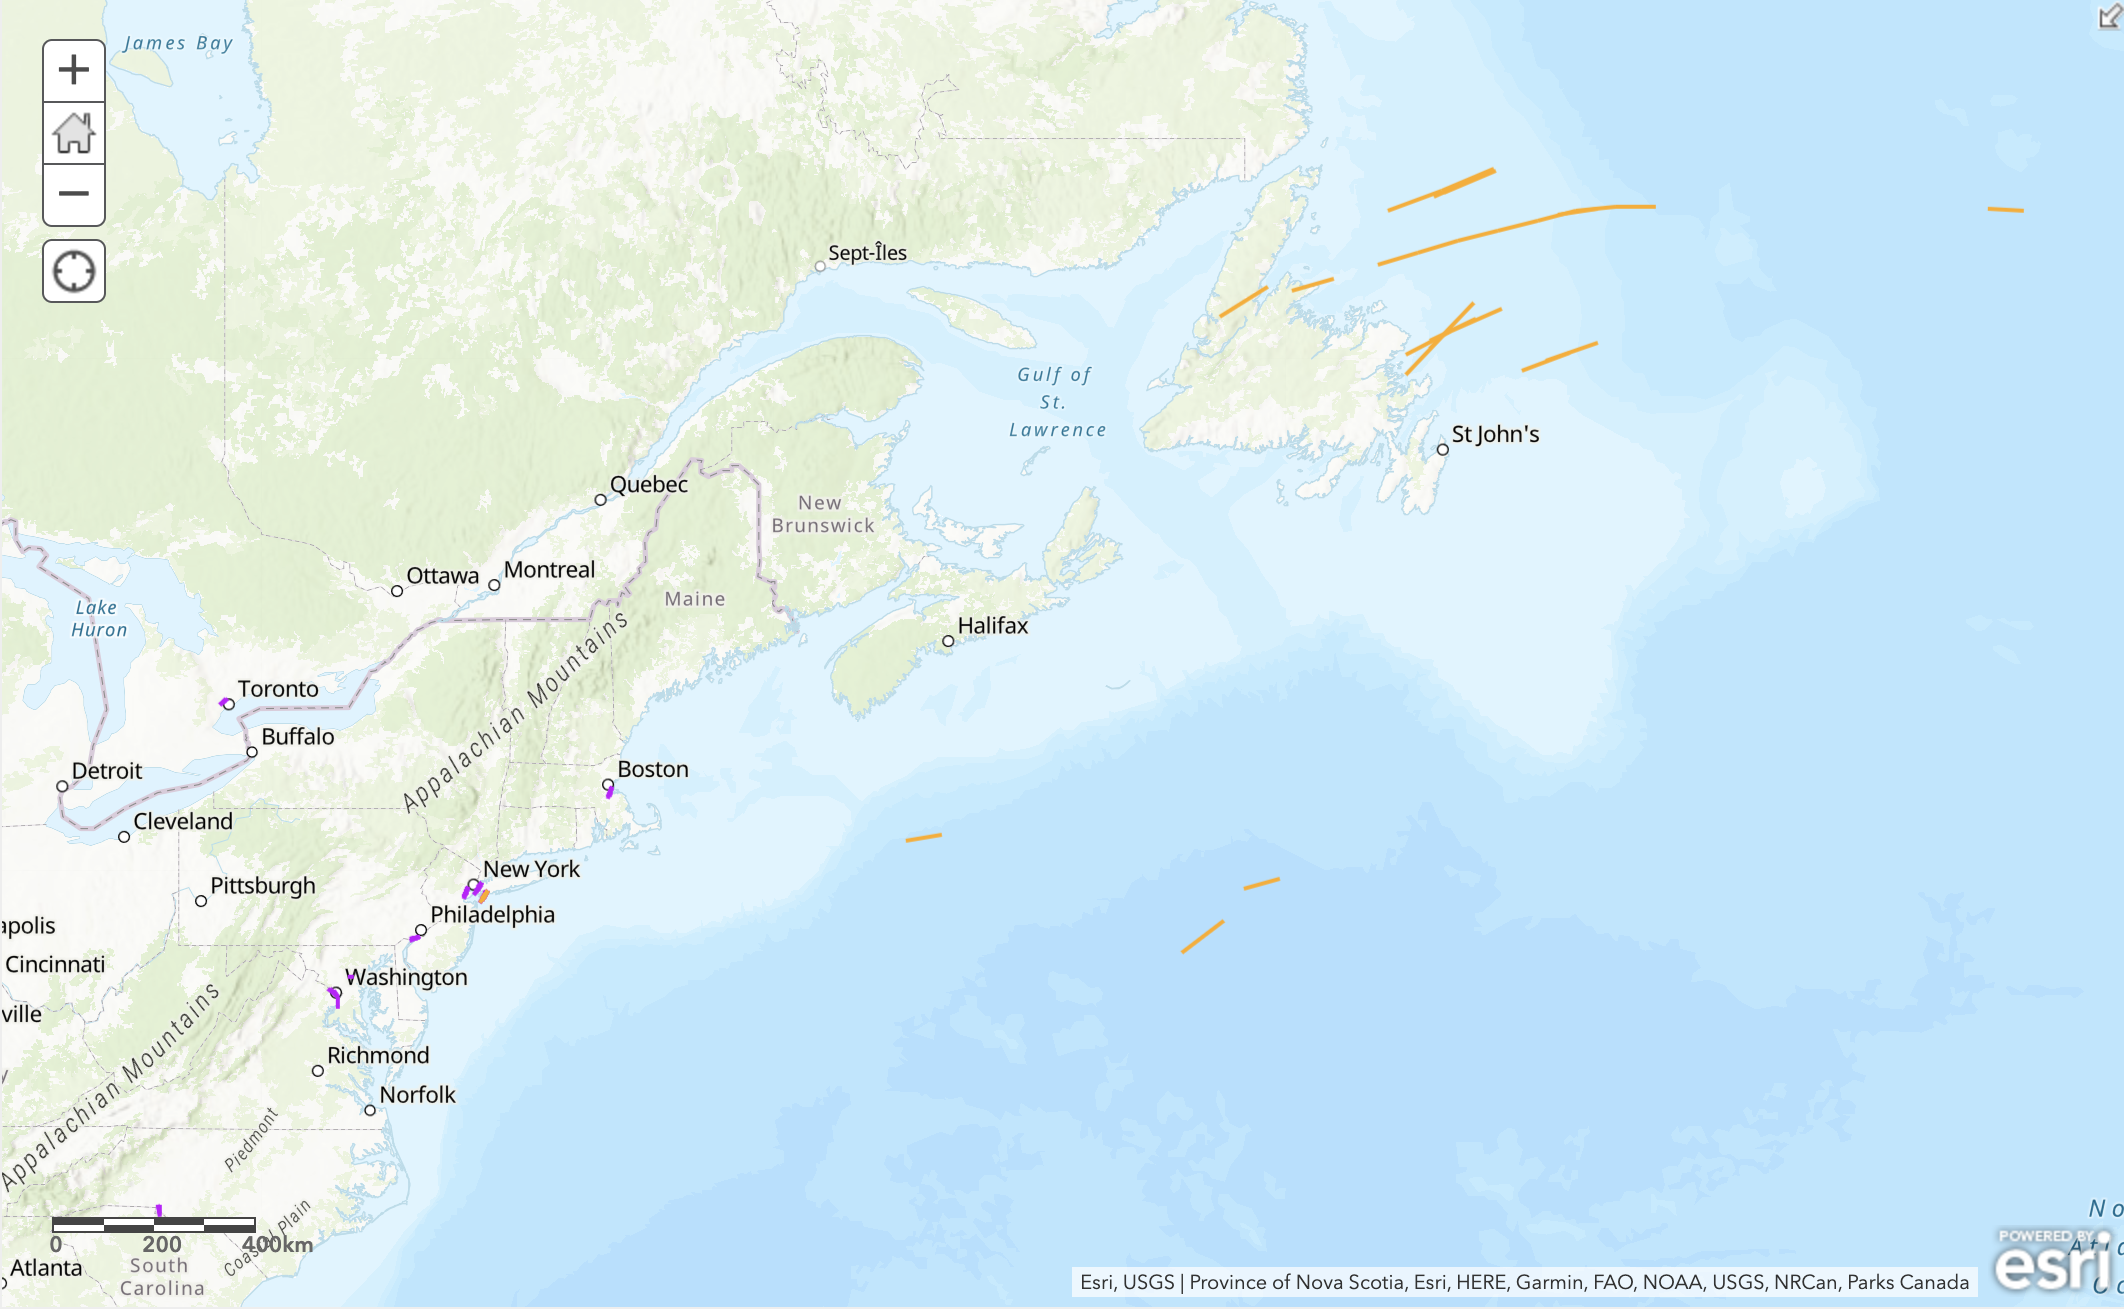 James Bay
+
−
Sept-Îles
Gulf of
St.
Lawrence
St John's
Quebec
New
Brunswick
Ottawa
Montreal
Lake
Huron
Maine
Halifax
Appalachian Mountains
Toronto
Buffalo
Detroit
Boston
Cleveland
New York
Pittsburgh
Philadelphia
apolis
Cincinnati
Washington
ville
Appalachian Mountains
Richmond
Norfolk
Piedmont
Coastal Plain
0 200 400km
South
Carolina
Atlanta
No
Atla
Oc
POWERED BY
esri
Esri, USGS | Province of Nova Scotia, Esri, HERE, Garmin, FAO, NOAA, USGS, NRCan, Parks Canada